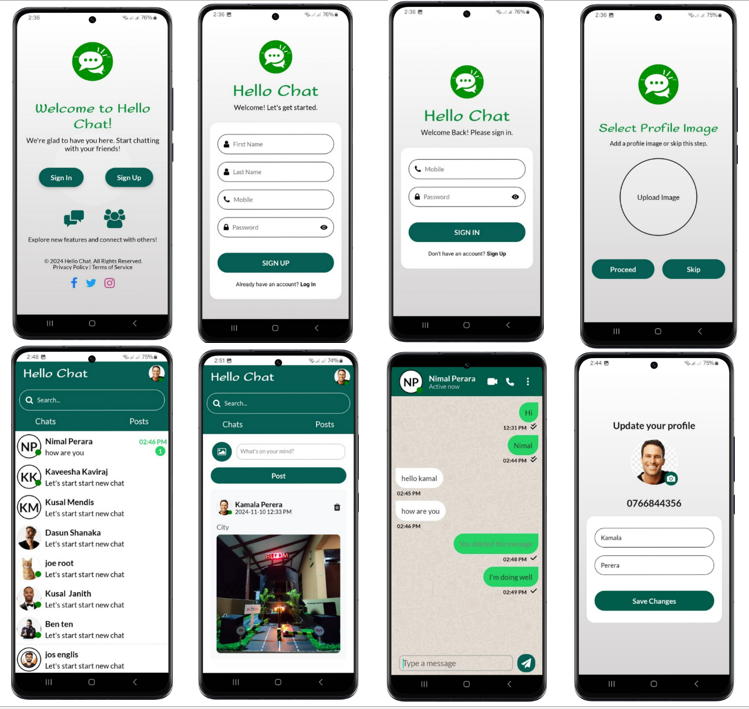 2:36
76%
Welcome to Hello
Chat!
We're glad to have you here. Start chatting
with your friends!
Sign In
Sign Up
Explore new features and connect with others!
© 2024 Hello Chat. All Rights Reserved.
Privacy Policy | Terms of Service
2:36
76%
Hello Chat
Welcome! Let's get started.
First Name
Last Name
Mobile
Password
SIGN UP
Already have an account? Log In
2:36
76%
Hello Chat
Welcome Back! Please sign in.
Mobile
Password
SIGN IN
Don't have an account? Sign Up
2:36
75%
Select Profile Image
Add a profile image or skip this step.
Upload Image
Proceed
Skip
2:48
75%
Hello Chat
Search...
Chats
Posts
NP
Nimal Perara
02:46 PM
how are you
1
KK
Kaveesha Kaviraj
Let's start start new chat
KM
Kusal Mendis
Let's start start new chat
Dasun Shanaka
Let's start start new chat
joe root
Let's start start new chat
Kusal Janith
Let's start start new chat
Ben ten
Let's start start new chat
jos englis
Let's start start new chat
2:51
74%
Hello Chat
Search...
Chats
Posts
What's on your mind?
Post
Kamala Perera
2024-11-10 12:33 PM
City
NP
Nimal Perara
Active now
Hi
12:31 PM
Nimal
02:44 PM
hello kamal
02:45 PM
how are you
02:46 PM
02:48 PM
I'm doing well
02:49 PM
Type a message
2:44
75%
Update your profile
0766844356
Kamala
Perera
Save Changes